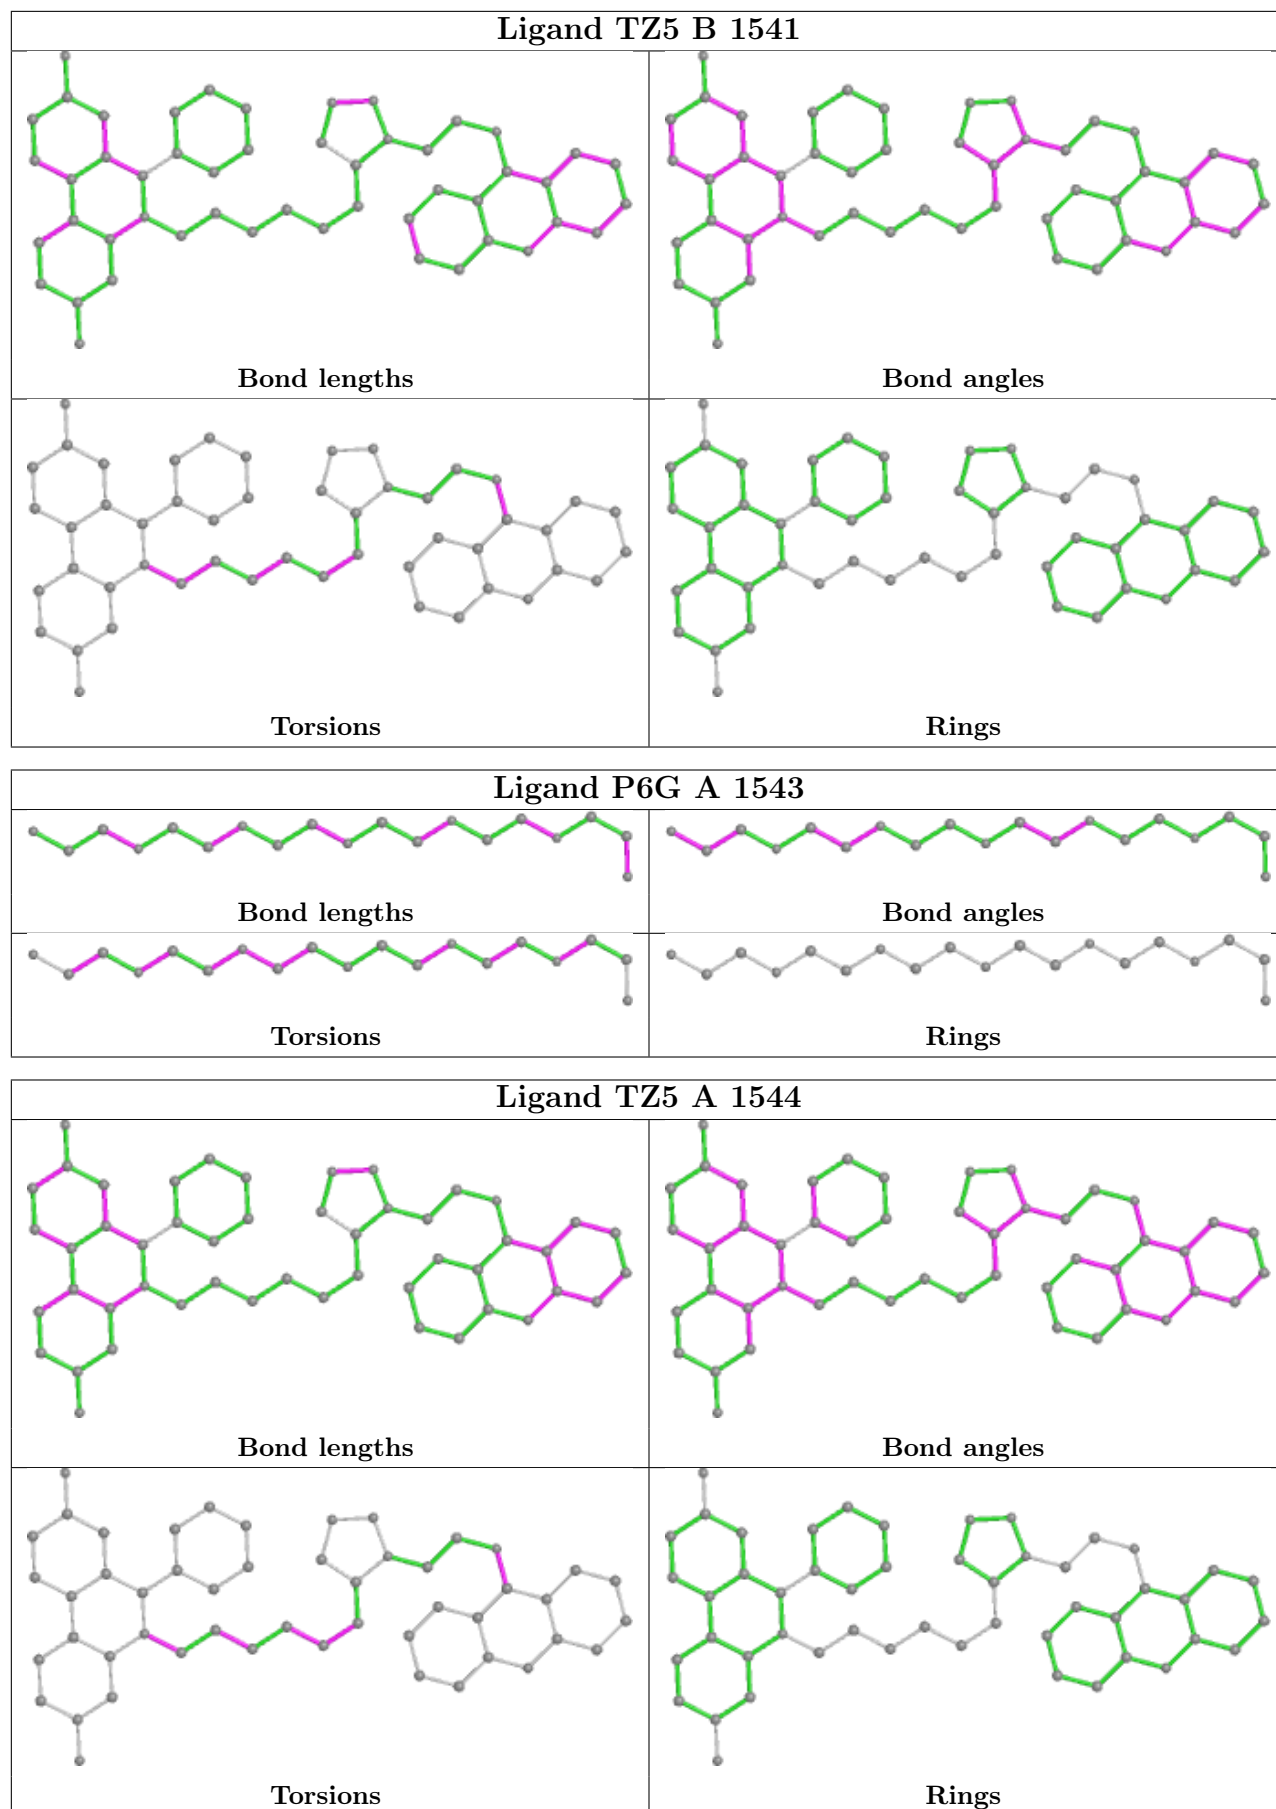 Ligand TZ5 B 1541
Bond lengths
Bond angles
Torsions
Rings
Ligand P6G A 1543
Bond lengths
Bond angles
Torsions
Rings
Ligand TZ5 A 1544
Bond lengths
Bond angles
Torsions
Rings